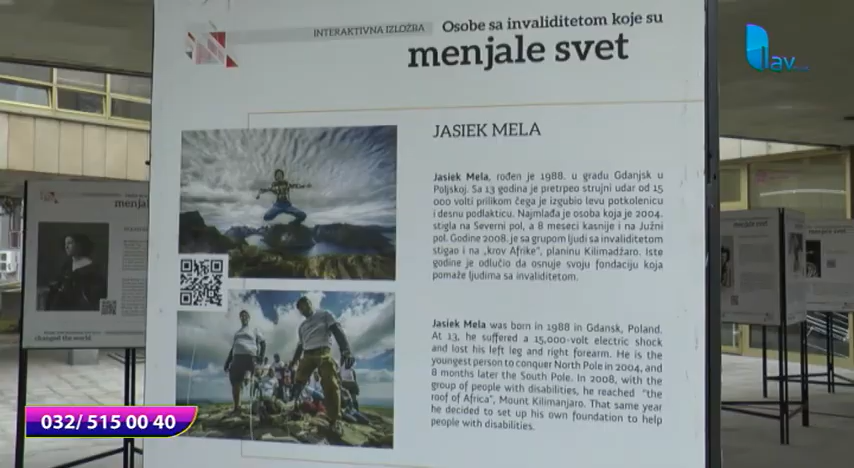 INTERAKTIVNA IZLOŽBA
Osobe sa invaliditetom koje su
menjale svet
lav
JASIEK MELA
Jasiek Mela, rođen je 1988. u gradu Gdanjsk u
Poljskoj. Sa 13 godina je pretrpeo strujni udar od 15
000 volti prilikom čega je izgubio levu potkolenicu
i desnu podlakticu. Najmlađa je osoba koja je 2004.
stigla na Severni pol, a 8 meseci kasnije i na Južni
pol. Godine 2008. je sa grupom ljudi sa invaliditetom
stigao i na „krov Afrike“, planinu Kilimadžaro. Iste
godine je odlučio da osnuje svoju fondaciju koja
pomaže ljudima sa invaliditetom.
Jasiek Mela was born in 1988 in Gdansk, Poland.
At 13, he suffered a 15,000-volt electric shock
and lost his left leg and right forearm. He is the
youngest person to conquer North Pole in 2004, and
8 months later the South Pole. In 2008, with the
group of people with disabilities, he reached "the
roof of Africa", Mount Kilimanjaro. That same year
he decided to set up his own foundation to help
people with disabilities.
menjal
changed the world
menjale svet
032/ 515 00 40